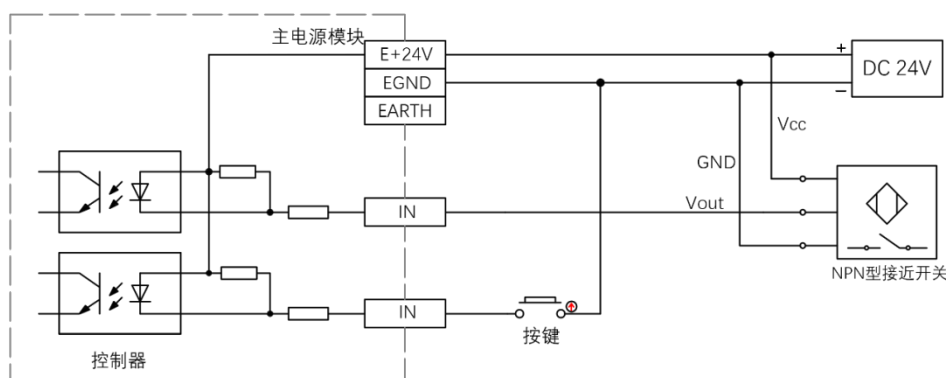 主电源模块
E+24V
EGND
EARTH
+
−
DC 24V
Vcc
GND
IN
Vout
NPN型接近开关
IN
按键
控制器